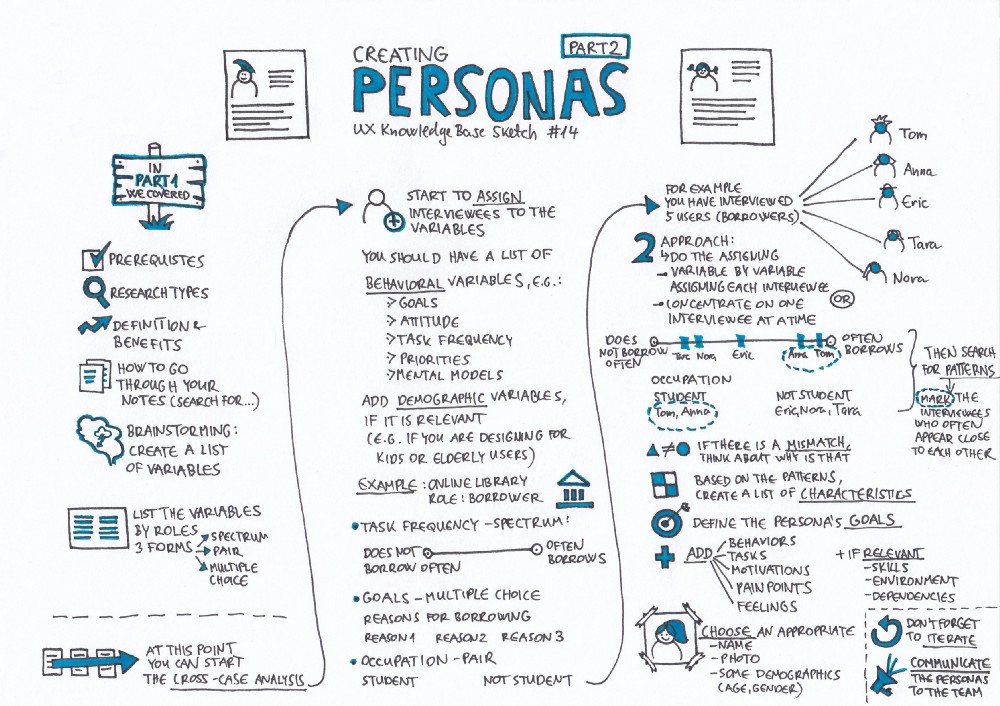 CREATING
PART2
PERSONAS
UX Knowledge Base Sketch #14
IN
PART1
WE COVERED
PREREQUISTES
RESEARCH TYPES
DEFINITION &
BENEFITS
HOW TO GO
THROUGH YOUR
NOTES (SEARCH FOR...)
BRAINSTORMING:
CREATE A LIST
OF VARIABLES
LIST THE VARIABLES
BY ROLES
3 FORMS
SPECTRUM
PAIR
MULTIPLE
CHOICE
AT THIS POINT
YOU CAN START
THE CROSS-CASE ANALYSIS
START TO ASSIGN
INTERVIEWEES TO THE
VARIABLES
YOU SHOULD HAVE A LIST OF
BEHAVIORAL VARIABLES, E.G.:
> GOALS
> ATTITUDE
> TASK FREQUENCY
> PRIORITIES
> MENTAL MODELS
ADD DEMOGRAPHIC VARIABLES,
IF IT IS RELEVANT
(E.G. IF YOU ARE DESIGNING FOR
KIDS OR ELDERLY USERS)
EXAMPLE: ONLINE LIBRARY
ROLE: BORROWER
• TASK FREQUENCY – SPECTRUM:
DOES NOT
BORROW OFTEN
OFTEN
BORROWS
• GOALS – MULTIPLE CHOICE
REASONS FOR BORROWING
REASON1 REASON2 REASON3
• OCCUPATION – PAIR
STUDENT NOT STUDENT
FOR EXAMPLE
YOU HAVE INTERVIEWED
5 USERS (BORROWERS)
Tom
Anna
Eric
Tara
Nora
2 APPROACH:
DO THE ASSIGNING
- VARIABLE BY VARIABLE
ASSIGNING EACH INTERVIEWEE
OR
- CONCENTRATE ON ONE
INTERVIEWEE AT A TIME
DOES
NOT BORROW
OFTEN
Nora Eric Anna Tom
OFTEN
BORROWS
OCCUPATION
STUDENT
Tom, Anna
NOT STUDENT
Eric, Nora, Tara
THEN SEARCH
FOR PATTERNS
MARK THE
INTERVIEWEES
WHO OFTEN
APPEAR CLOSE
TO EACH OTHER
IF THERE IS A MISMATCH,
THINK ABOUT WHY IS THAT
BASED ON THE PATTERNS,
CREATE A LIST OF CHARACTERISTICS
DEFINE THE PERSONA'S GOALS
+ ADD
BEHAVIORS
TASKS
MOTIVATIONS
PAIN POINTS
FEELINGS
+ IF RELEVANT
- SKILLS
- ENVIRONMENT
- DEPENDENCIES
CHOOSE AN APPROPRIATE
- NAME
- PHOTO
- SOME DEMOGRAPHICS
(AGE, GENDER)
DON'T FORGET
TO ITERATE
COMMUNICATE
THE PERSONAS
TO THE TEAM